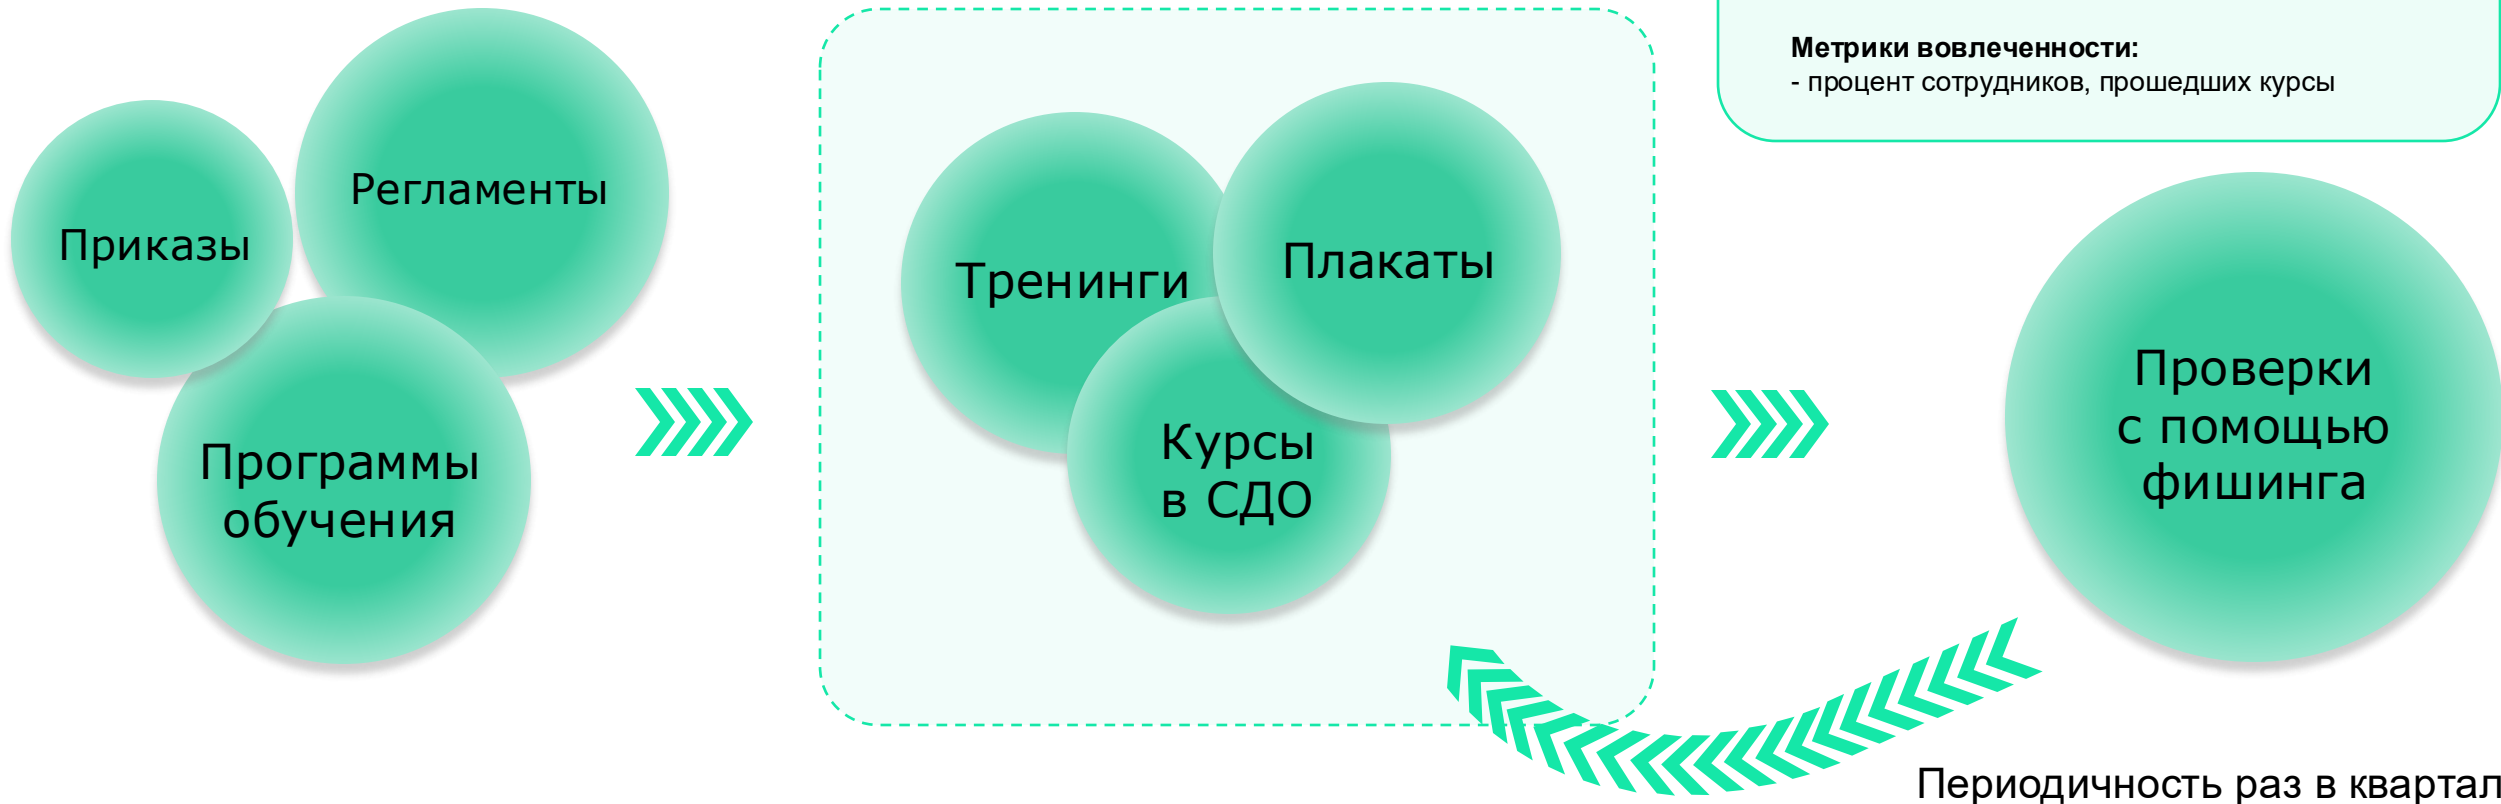 Метрики вовлеченности:
- процент сотрудников, прошедших курсы
Регламенты
Приказы
Программы
обучения
Тренинги
Плакаты
Курсы
в СДО
Проверки
с помощью
фишинга
Периодичность раз в квартал